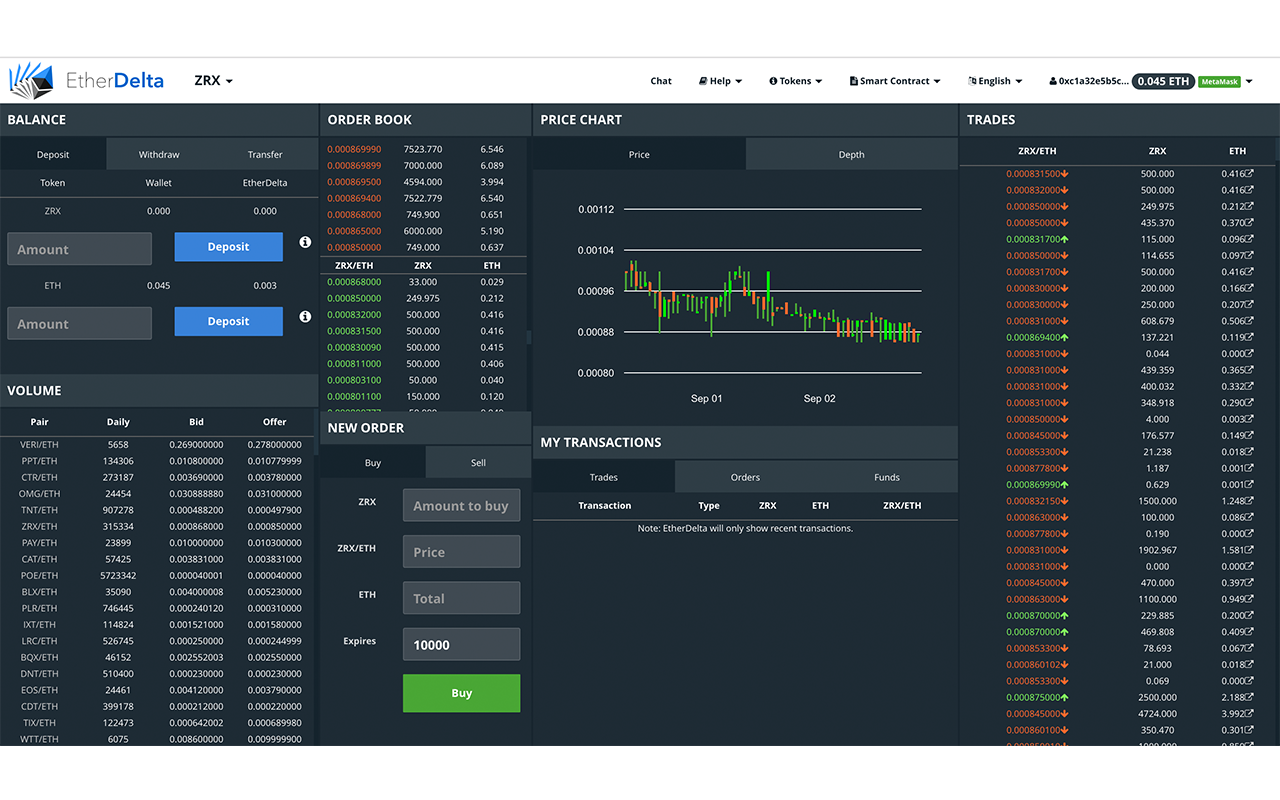 EtherDelta ZRX Chat Help Tokens Smart Contract English 0xc1a32e5b5c... 0.045 ETH MetaMask
BALANCE
Deposit Withdraw Transfer
Token Wallet EtherDelta
ZRX 0.000 0.000
Amount Deposit
ETH 0.045 0.003
Amount Deposit
VOLUME
Pair Daily Bid Offer
VERI/ETH 5658 0.269000000 0.278000000
PPT/ETH 134306 0.010800000 0.010779999
CTR/ETH 273187 0.003690000 0.003780000
OMG/ETH 24454 0.030888880 0.031000000
TNT/ETH 907278 0.000488200 0.000497900
ZRX/ETH 315334 0.000868000 0.000850000
PAY/ETH 23899 0.010000000 0.010300000
CAT/ETH 57425 0.003831000 0.003831000
POE/ETH 5723342 0.000040001 0.000040000
BLX/ETH 35090 0.004000008 0.005230000
PLR/ETH 746445 0.000240120 0.000310000
IXT/ETH 114824 0.001521000 0.001580000
LRC/ETH 526745 0.000250000 0.000244999
BQX/ETH 46152 0.002552003 0.002550000
DNT/ETH 510400 0.000230000 0.000230000
EOS/ETH 24461 0.004120000 0.003790000
CDT/ETH 399178 0.000212000 0.000220000
TIX/ETH 122473 0.000642002 0.000689980
WTT/ETH 6075 0.008600000 0.009999900
ORDER BOOK
0.000869990 7523.770 6.546
0.000869899 7000.000 6.089
0.000869500 4594.000 3.994
0.000869400 7522.779 6.540
0.000868000 749.900 0.651
0.000865000 6000.000 5.190
0.000850000 749.000 0.637
ZRX/ETH ZRX ETH
0.000868000 33.000 0.029
0.000850000 249.975 0.212
0.000832000 500.000 0.416
0.000831500 500.000 0.416
0.000830090 500.000 0.415
0.000811000 500.000 0.406
0.000803100 50.000 0.040
0.000801100 150.000 0.120
NEW ORDER
Buy Sell
ZRX Amount to buy
ZRX/ETH Price
ETH Total
Expires 10000
Buy
PRICE CHART
Price Depth
0.00112
0.00104
0.00096
0.00088
0.00080
Sep 01 Sep 02
MY TRANSACTIONS
Trades Orders Funds
Transaction Type ZRX ETH ZRX/ETH
Note: EtherDelta will only show recent transactions.
TRADES
ZRX/ETH ZRX ETH
0.000831500 500.000 0.416
0.000832000 500.000 0.416
0.000850000 249.975 0.212
0.000850000 435.370 0.370
0.000831700 115.000 0.096
0.000850000 114.655 0.097
0.000831700 500.000 0.416
0.000830000 200.000 0.166
0.000830000 250.000 0.207
0.000831000 608.679 0.506
0.000869400 137.221 0.119
0.000831000 0.044 0.000
0.000831000 439.359 0.365
0.000831000 400.032 0.332
0.000831000 348.918 0.290
0.000850000 4.000 0.003
0.000845000 176.577 0.149
0.000853300 21.238 0.018
0.000877800 1.187 0.001
0.000869990 0.629 0.001
0.000832150 1500.000 1.248
0.000863000 100.000 0.086
0.000877800 0.190 0.000
0.000831000 1902.967 1.581
0.000831000 0.000 0.000
0.000845000 470.000 0.397
0.000863000 1100.000 0.949
0.000870000 229.885 0.200
0.000870000 469.808 0.409
0.000853300 78.693 0.067
0.000860102 21.000 0.018
0.000853300 0.069 0.000
0.000875000 2500.000 2.188
0.000845000 4724.000 3.992
0.000860100 350.470 0.301